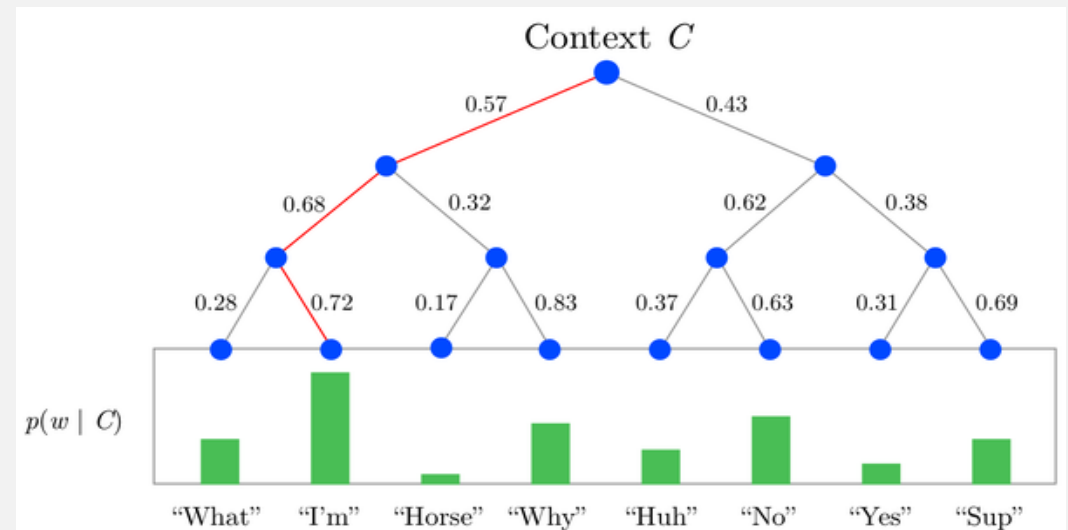 Context C
0.57 0.43
0.68 0.32 0.62 0.38
0.28 0.72 0.17 0.83 0.37 0.63 0.31 0.69
p(w | C)
“What” “I’m” “Horse” “Why” “Huh” “No” “Yes” “Sup”